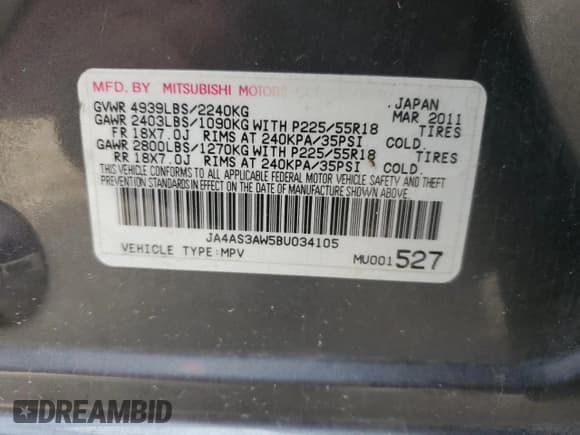 MFD. BY MITSUBISHI MOTORS
JAPAN
GVWR 4939LBS/2240KG
MAR 2011
GAWR 2403LBS/1090KG WITH P225/55R18 TIRES
FR 18X7.0J RIMS AT 240KPA/35PSI COLD.
GAWR 2800LBS/1270KG WITH P225/55R18 TIRES
RR 18X7.0J RIMS AT 240KPA/35PSI COLD.
THIS VEHICLE CONFORMS TO ALL APPLICABLE FEDERAL MOTOR VEHICLE SAFETY AND THEFT
PREVENTION STANDARDS IN EFFECT ON THE DATE OF MANUFACTURE SHOWN ABOVE.
JA4AS3AW5BU034105
VEHICLE TYPE:MPV
MU001527
DREAMBID